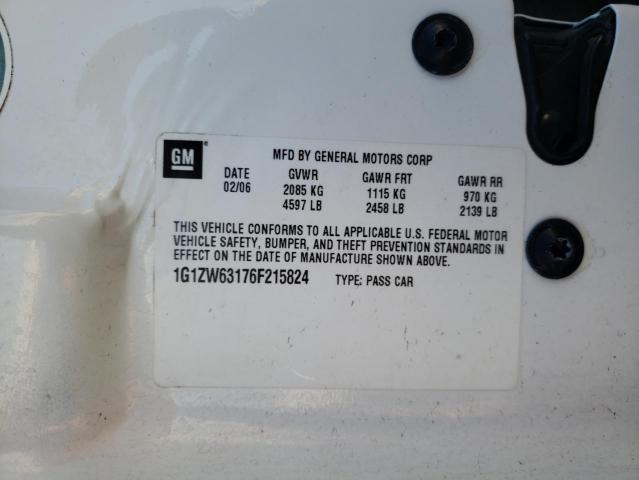 GM MFD BY GENERAL MOTORS CORP
DATE GVWR GAWR FRT GAWR RR
02/06 2085 KG 1115 KG 970 KG
4597 LB 2458 LB 2139 LB
THIS VEHICLE CONFORMS TO ALL APPLICABLE U.S. FEDERAL MOTOR
VEHICLE SAFETY, BUMPER, AND THEFT PREVENTION STANDARDS IN
EFFECT ON THE DATE OF MANUFACTURE SHOWN ABOVE.
1G1ZW63176F215824 TYPE: PASS CAR